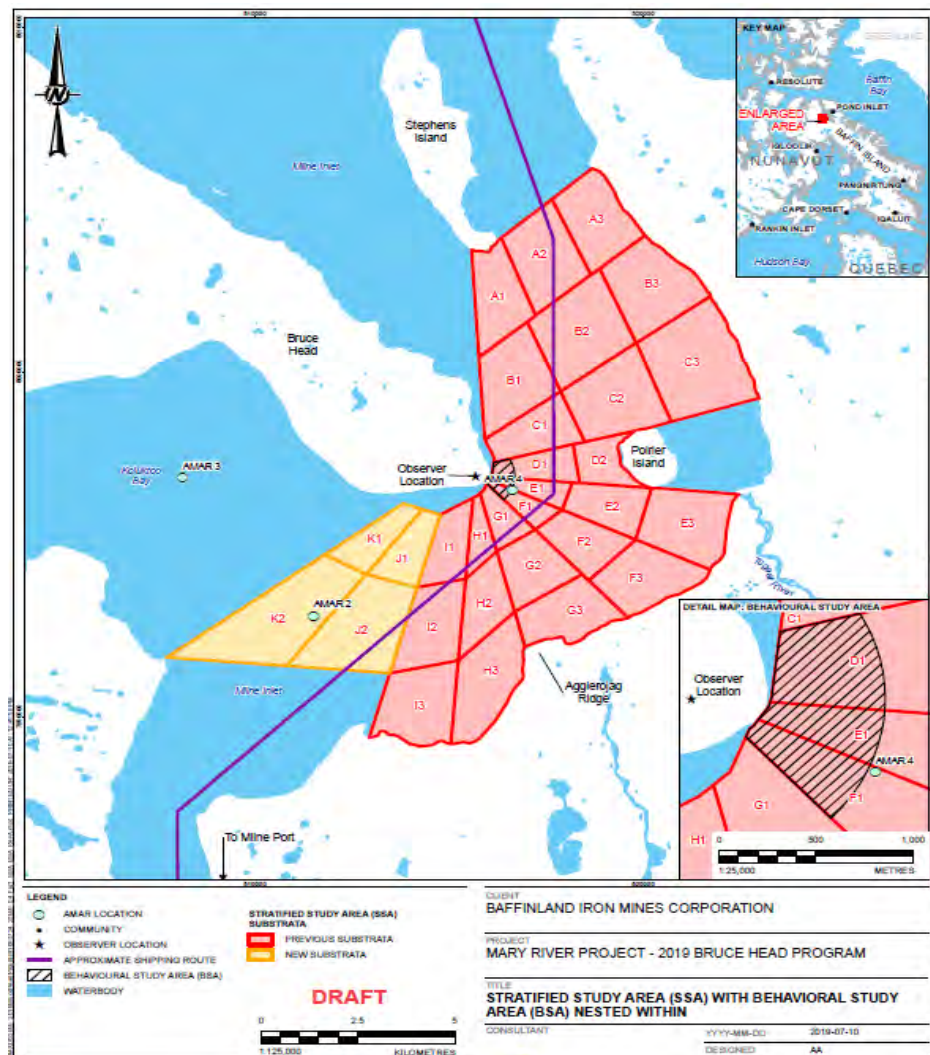 510000
520000
KEY MAP
GREENLAND
Baffin
Bay
RESOLUTE
POND INLET
ENLARGED
AREA
BAFFIN ISLAND
IGLOOLIK
NUNAVUT
PANGNIRTUNG
CAPE DORSET
IQALUIT
RANKIN INLET
Hudson Bay
QUEBEC
N
Stephens
Island
Milne Inlet
A3
A2
A1
B3
B2
Bruce
Head
B1
C3
C2
C1
Poirier
Island
D1
D2
Observer
Location
AMAR 3
Koluktoo
Bay
AMAR 4
E1
F1
E2
E3
G1
K1
J1
I1
H1
F2
G2
F3
AMAR 2
K2
J2
H2
I2
G3
H3
I3
Milne Inlet
Agglerojaq
Ridge
To Milne Port
DETAIL MAP: BEHAVIOURAL STUDY AREA
C1
D1
Observer
Location
E1
AMAR 4
F1
G1
H1
0 500 1,000
1:25,000 METRES
510000
520000
LEGEND
AMAR LOCATION
COMMUNITY
OBSERVER LOCATION
APPROXIMATE SHIPPING ROUTE
BEHAVIOURAL STUDY AREA (BSA)
WATERBODY
STRATIFIED STUDY AREA (SSA)
SUBSTRATA
PREVIOUS SUBSTRATA
NEW SUBSTRATA
DRAFT
0 2.5 5
1:125,000 KILOMETRES
CLIENT
BAFFINLAND IRON MINES CORPORATION
PROJECT
MARY RIVER PROJECT - 2019 BRUCE HEAD PROGRAM
TITLE
STRATIFIED STUDY AREA (SSA) WITH BEHAVIORAL STUDY
AREA (BSA) NESTED WITHIN
CONSULTANT
YYYY-MM-DD 2019-07-10
DESIGNED AA